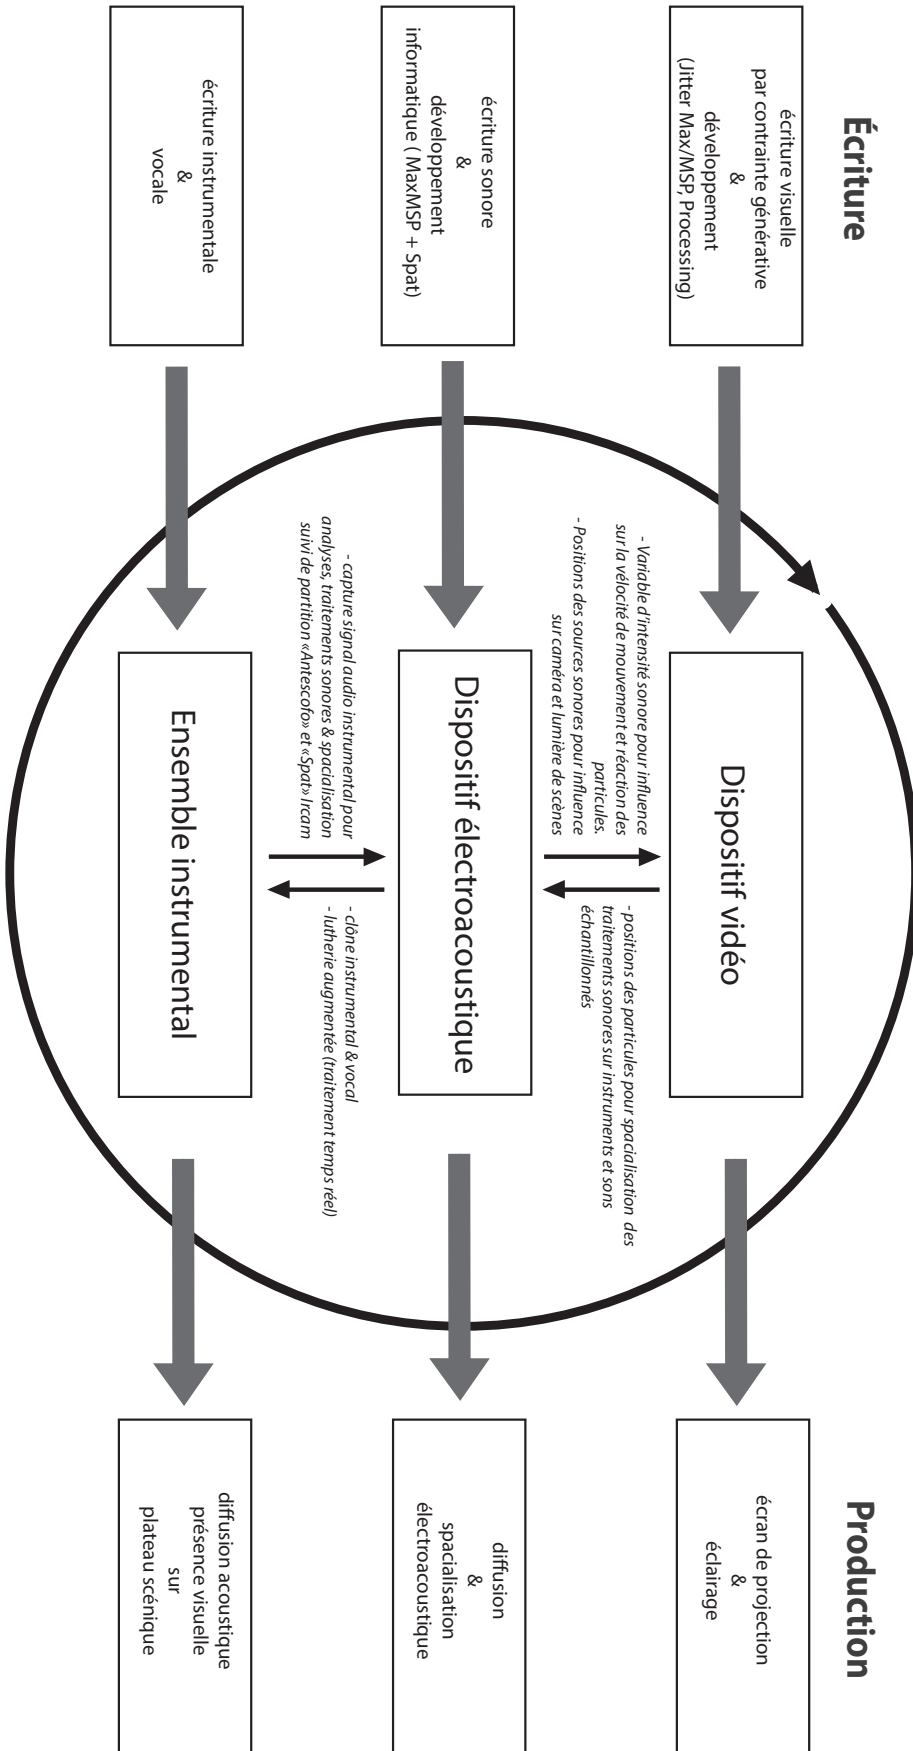 Écriture
Production
écriture visuelle
par contrainte générative
&
développement
(Jitter Max/MSP, Processing)
Dispositif vidéo
écran de projection
&
éclairage
- Variable d'intensité sonore pour influence
sur la vélocité de mouvement et réaction des
particules.
- Positions des sources sonores pour influence
sur caméra et lumière de scènes
- positions des particules pour spacialisation des
traitements sonores sur instruments et sons
échantillonnés
écriture sonore
&
développement
informatique ( MaxMSP + Spat)
Dispositif électroacoustique
diffusion
&
spacialisation
électroacoustique
- capture signal audio instrumental pour
analyses, traitements sonores & spacialisation
suivi de partition «Antescofo» et «Spat» Ircam
- clône instrumental & vocal
- lutherie augmentée (traitement temps réel)
écriture instrumentale
&
vocale
Ensemble instrumental
diffusion acoustique
présence visuelle
sur
plateau scénique